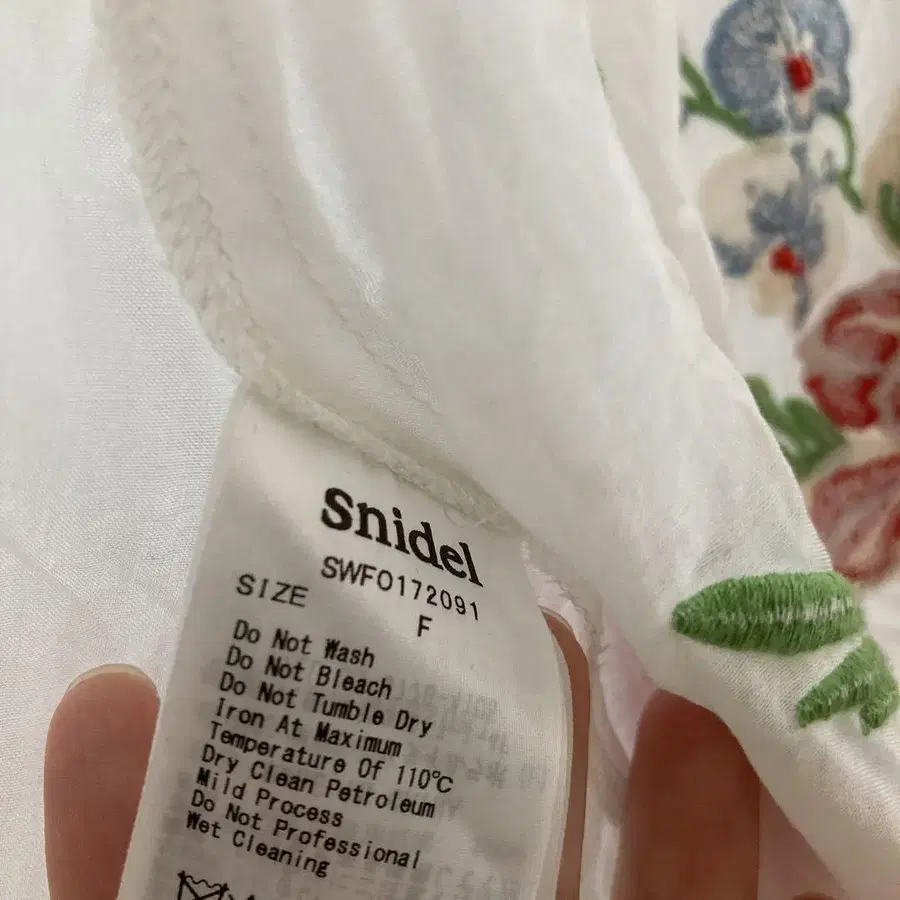 Snidel
SWFO172091
SIZE F
Do Not Wash
Do Not Bleach
Do Not Tumble Dry
Iron At Maximum
Temperature Of 110℃
Dry Clean Petroleum
Mild Process
Do Not Professional
Wet Cleaning